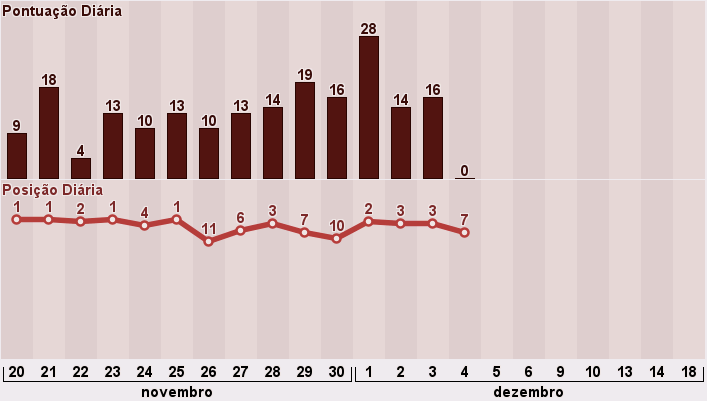 Pontuação Diária
9 18 4 13 10 13 10 13 14 19 16 28 14 16 0
Posição Diária
1 1 2 1 4 1 11 6 3 7 10 2 3 3 7
20 21 22 23 24 25 26 27 28 29 30 1 2 3 4 5 6 9 10 13 14 18
novembro dezembro